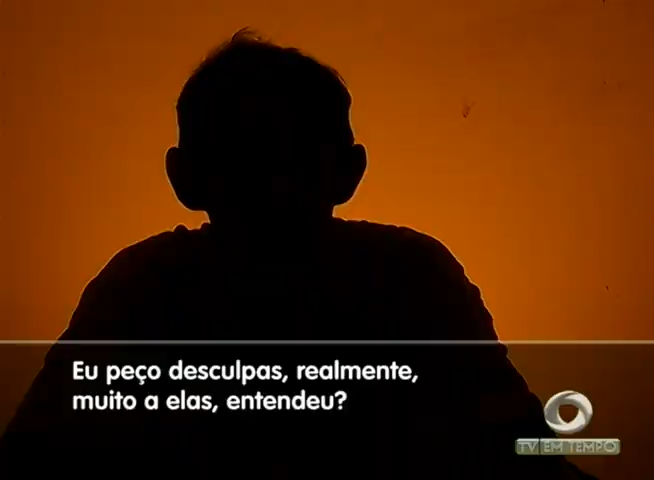 Eu peço desculpas, realmente,
muito a elas, entendeu?
TV EM TEMPO